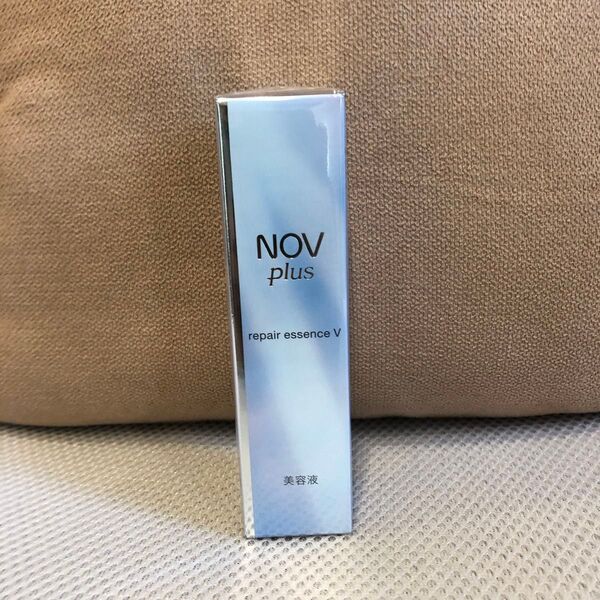 NOV
plus
repair essence V
美容液